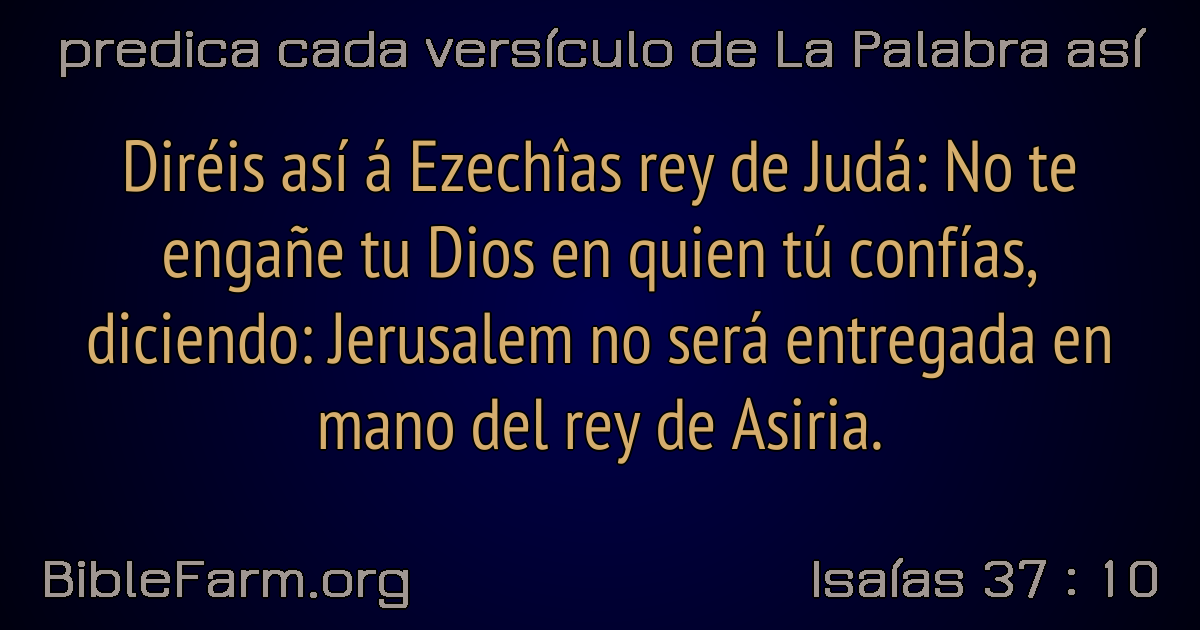 predica cada versículo de La Palabra así
Diréis así á Ezechîas rey de Judá: No te
engañe tu Dios en quien tú confías,
diciendo: Jerusalem no será entregada en
mano del rey de Asiria.
BibleFarm.org
Isaías 37 : 10